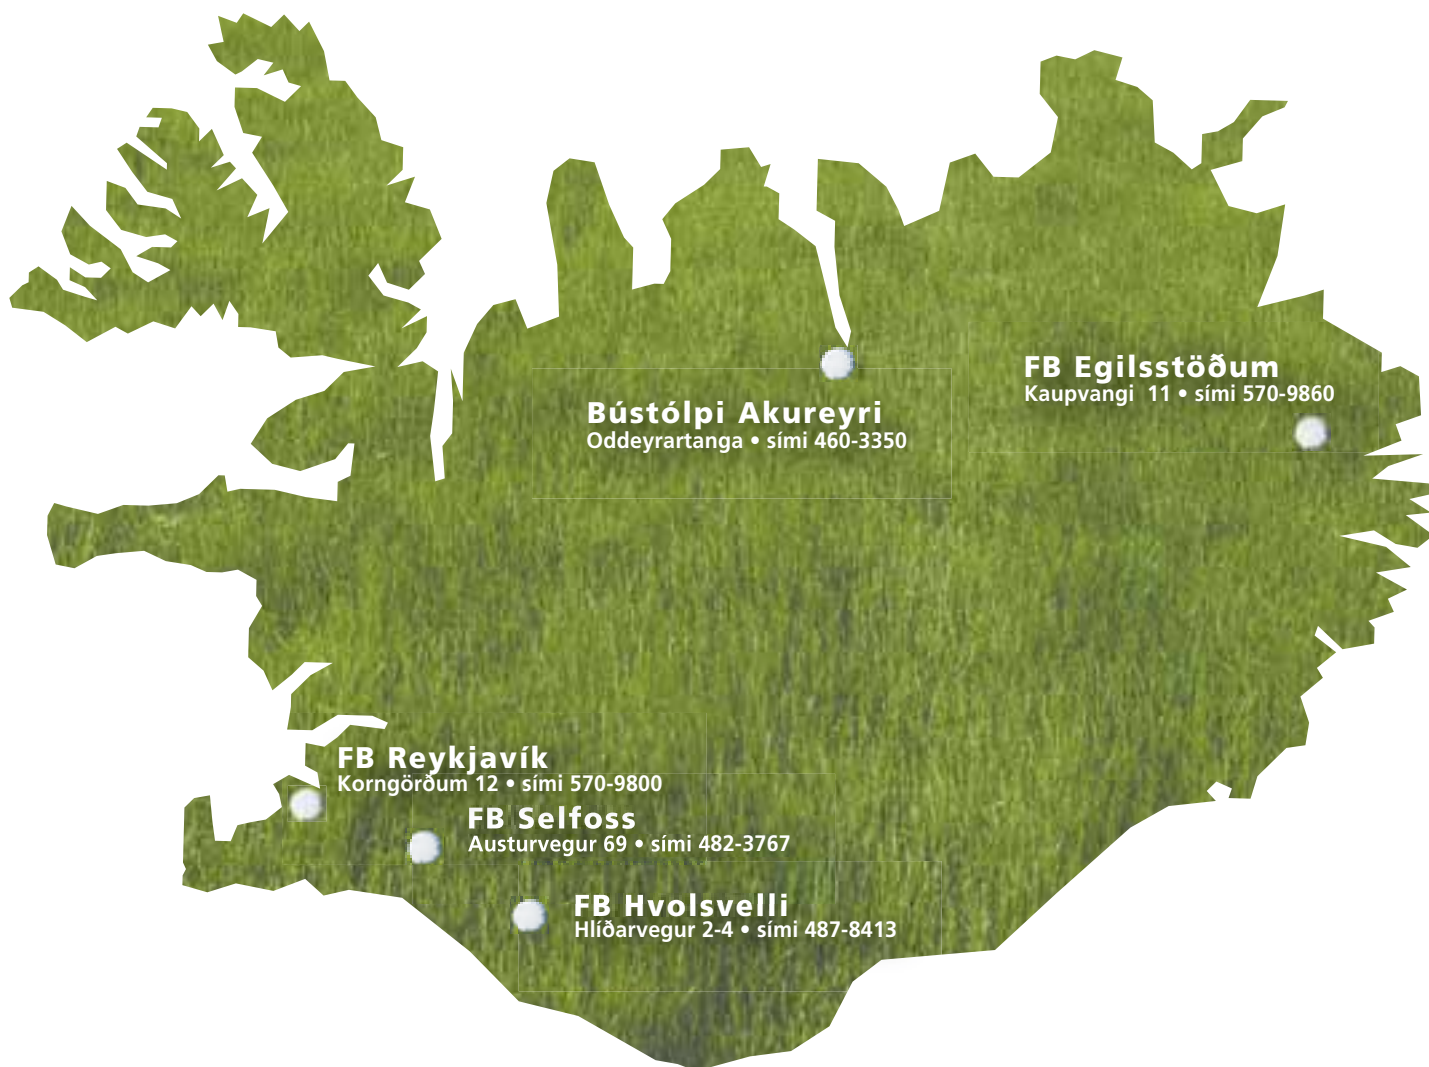 FB Egilsstöðum
Kaupvangi 11 • sími 570-9860
Bústólpi Akureyri
Oddeyrartanga • sími 460-3350
FB Reykjavík
Korngörðum 12 • sími 570-9800
FB Selfoss
Austurvegur 69 • sími 482-3767
FB Hvolsvelli
Hlíðarvegur 2-4 • sími 487-8413